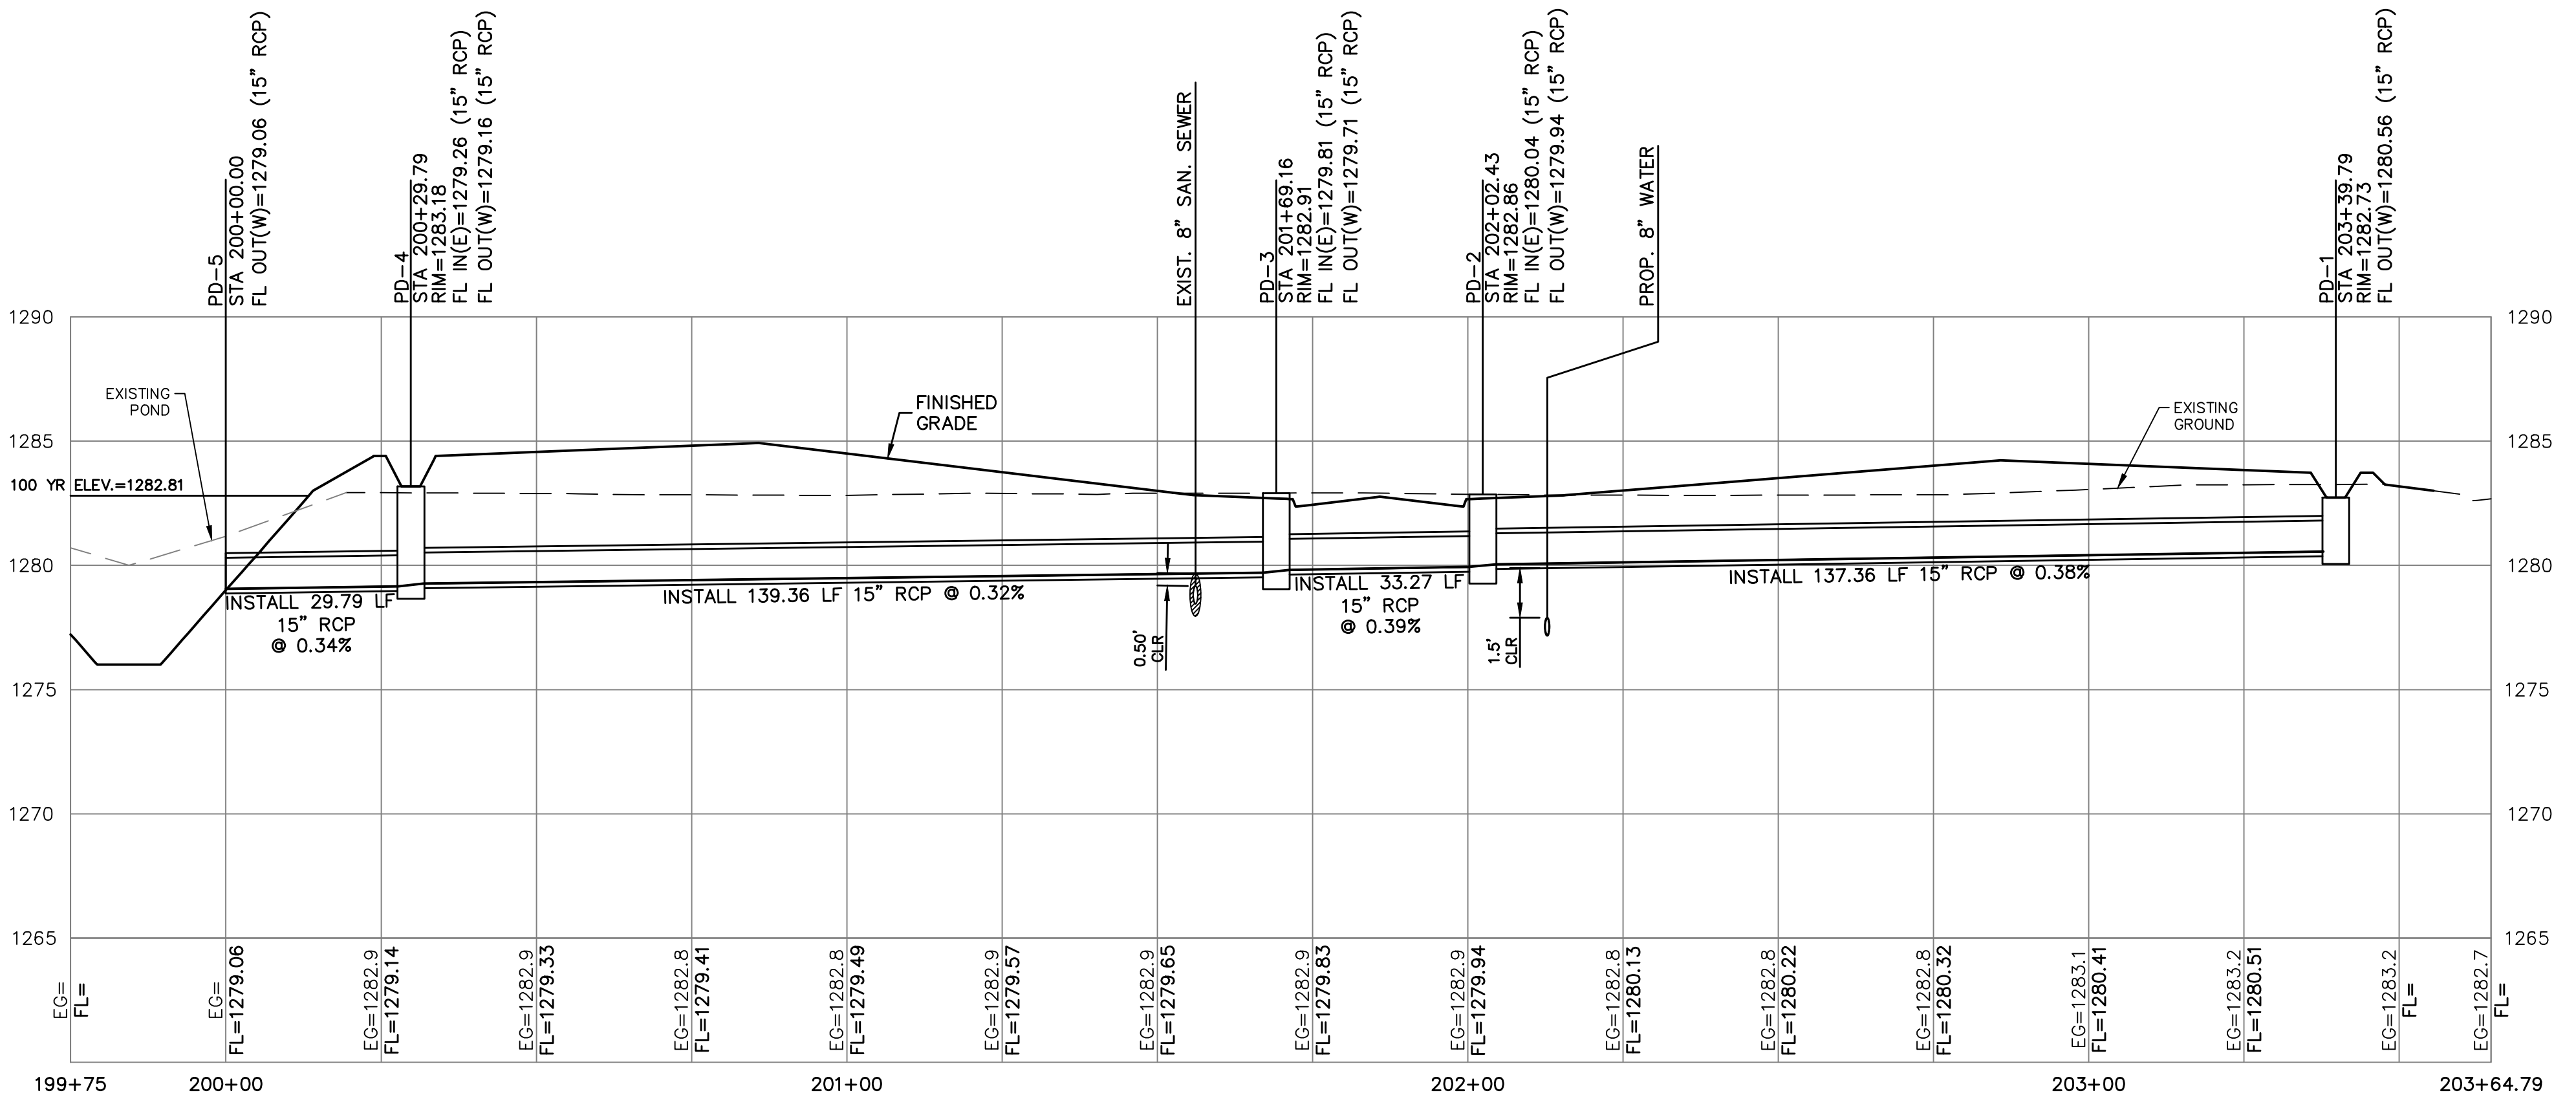 PD-5
STA 200+00.00
FL OUT(W)=1279.06 (15" RCP)
PD-4
STA 200+29.79
RIM=1283.18
FL IN(E)=1279.26 (15" RCP)
FL OUT(W)=1279.16 (15" RCP)
EXIST. 8" SAN. SEWER
PD-3
STA 201+69.16
RIM=1282.91
FL IN(E)=1279.81 (15" RCP)
FL OUT(W)=1279.71 (15" RCP)
PD-2
STA 202+02.43
RIM=1282.86
FL IN(E)=1280.04 (15" RCP)
FL OUT(W)=1279.94 (15" RCP)
PROP. 8" WATER
PD-1
STA 203+39.79
RIM=1282.73
FL OUT(W)=1280.56 (15" RCP)
1290
1290
EXISTING
POND
FINISHED
GRADE
EXISTING
GROUND
1285
1285
100 YR ELEV.=1282.81
1280
1280
INSTALL 29.79 LF
15" RCP
@ 0.34%
INSTALL 139.36 LF 15" RCP @ 0.32%
0.50'
CLR
INSTALL 33.27 LF
15" RCP
@ 0.39%
1.5'
CLR
INSTALL 137.36 LF 15" RCP @ 0.38%
1275
1275
1270
1270
1265
1265
EG=
FL=
EG=
FL=1279.06
EG=1282.9
FL=1279.14
EG=1282.9
FL=1279.33
EG=1282.8
FL=1279.41
EG=1282.8
FL=1279.49
EG=1282.9
FL=1279.57
EG=1282.9
FL=1279.65
EG=1282.9
FL=1279.83
EG=1282.9
FL=1279.94
EG=1282.8
FL=1280.13
EG=1282.8
FL=1280.22
EG=1282.8
FL=1280.32
EG=1283.1
FL=1280.41
EG=1283.2
FL=1280.51
EG=1283.2
FL=
EG=1282.7
FL=
199+75
200+00
201+00
202+00
203+00
203+64.79